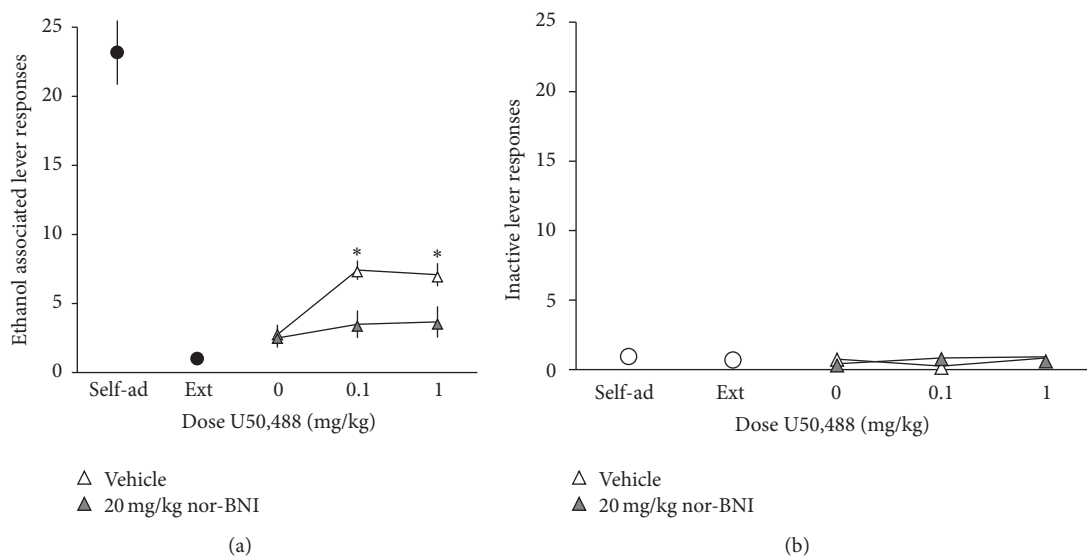 25
20
15
10
5
0
Ethanol associated lever responses
*
*
Self-ad Ext 0 0.1 1
Dose U50,488 (mg/kg)
Vehicle
20 mg/kg nor-BNI
(a)
25
20
15
10
5
0
Inactive lever responses
Self-ad Ext 0 0.1 1
Dose U50,488 (mg/kg)
Vehicle
20 mg/kg nor-BNI
(b)